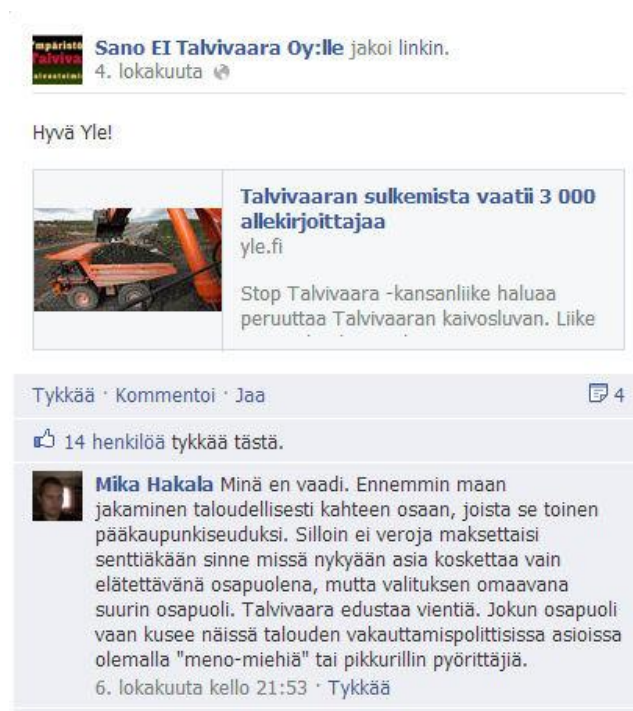 Sano EI Talvivaara Oy:lle jakoi linkin.
4. lokakuuta
Hyvä Yle!
Talvivaaran sulkemista vaatii 3 000
allekirjoittajaa
yle.fi
Stop Talvivaara -kansanliike haluaa
peruuttaa Talvivaaran kaivosluvan. Liike
Tykkää · Kommentoi · Jaa 4
14 henkilöä tykkää tästä.
Mika Hakala Minä en vaadi. Ennemmin maan
jakaminen taloudellisesti kahteen osaan, joista se toinen
pääkaupunkiseuduksi. Silloin ei veroja maksettaisi
senttiäkään sinne missä nykyään asia koskettaa vain
elätettävänä osapuolena, mutta valituksen omaavana
suurin osapuoli. Talvivaara edustaa vientiä. Jokun osapuoli
vaan kusee näissä talouden vakauttamispolittisissa asioissa
olemalla "meno-miehiä" tai pikkurillin pyörittäjiä.
6. lokakuuta kello 21:53 · Tykkää